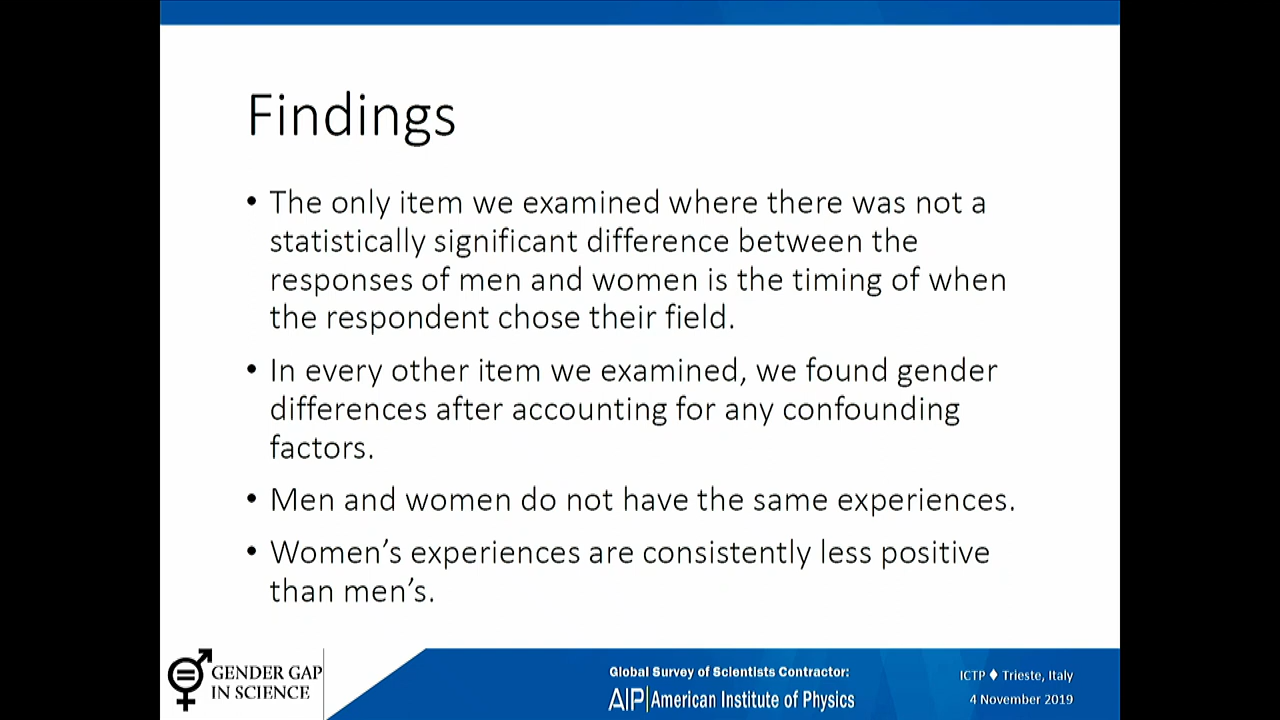 Findings
• The only item we examined where there was not a
statistically significant difference between the
responses of men and women is the timing of when
the respondent chose their field.
• In every other item we examined, we found gender
differences after accounting for any confounding
factors.
• Men and women do not have the same experiences.
• Women’s experiences are consistently less positive
than men’s.
GENDER GAP
IN SCIENCE
Global Survey of Scientists Contractor:
AIP|American Institute of Physics
ICTP ♦ Trieste, Italy
4 November 2019